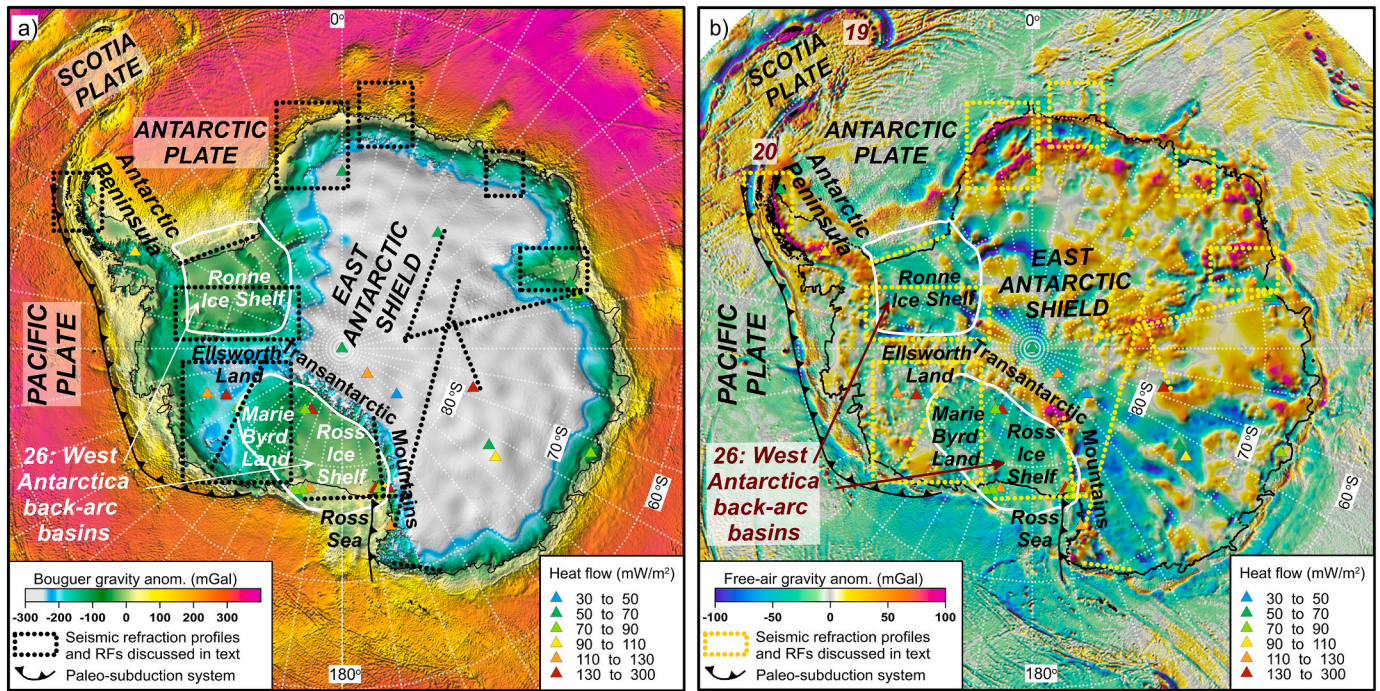 a)
0°
SCOTIA
PLATE
ANTARCTIC
PLATE
Antarctic
Peninsula
Ronne
Ice Shelf
EAST
ANTARCTIC
SHIELD
PACIFIC
PLATE
Ellsworth
Land
Transantarctic
Mountains
80°S
Marie
Byrd
Land
Ross
Ice
Shelf
70°S
60°S
26: West
Antarctica
back-arc
basins
Ross
Sea
180°
Bouguer gravity anom. (mGal)
-300 -200 -100 0 100 200 300
Seismic refraction profiles
and RFs discussed in text
Paleo-subduction system
Heat flow (mW/m²)
30 to 50
50 to 70
70 to 90
90 to 110
110 to 130
130 to 300
b)
0°
19
SCOTIA
PLATE
20
ANTARCTIC
PLATE
Antarctic
Peninsula
Ronne
Ice Shelf
EAST
ANTARCTIC
SHIELD
PACIFIC
PLATE
Ellsworth
Land
Transantarctic
Mountains
80°S
Marie
Byrd
Land
Ross
Ice
Shelf
70°S
60°S
26: West
Antarctica
back-arc
basins
Ross
Sea
180°
Free-air gravity anom. (mGal)
-100 -50 0 50 100
Seismic refraction profiles
and RFs discussed in text
Paleo-subduction system
Heat flow (mW/m²)
30 to 50
50 to 70
70 to 90
90 to 110
110 to 130
130 to 300